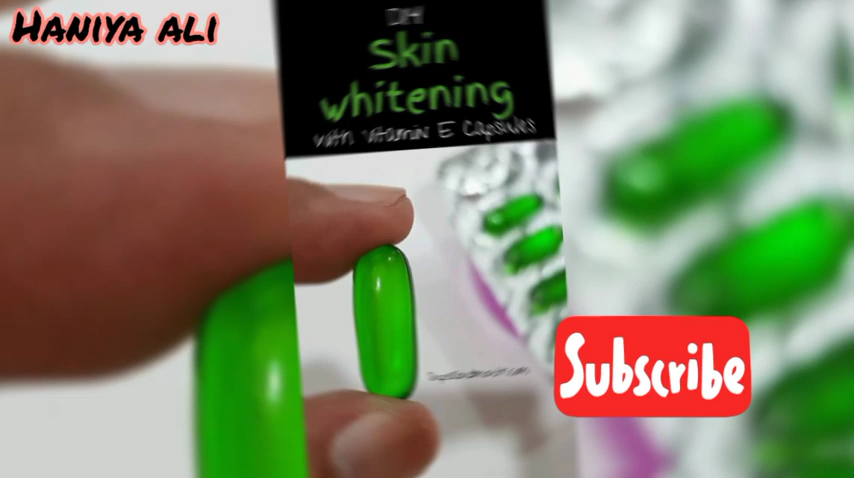 HANIYA ALI
DIY
Skin
whitening
with vitamin E capsules
Subscribe